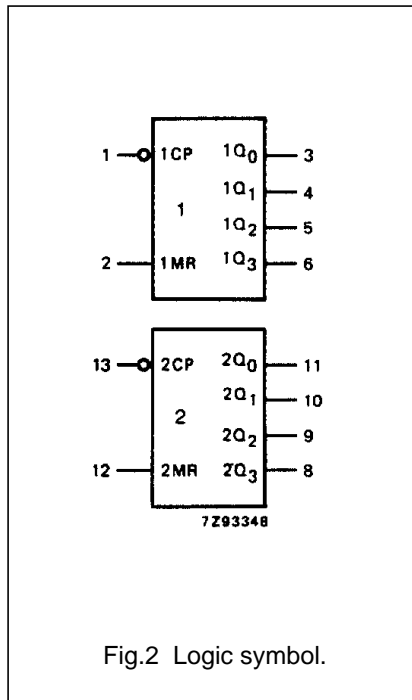 1 1CP 1Q0 3
1Q1 4
1
1Q2 5
2 1MR 1Q3 6
13 2CP 2Q0 11
2Q1 10
2
2Q2 9
12 2MR 2Q3 8
7Z93348
Fig.2 Logic symbol.